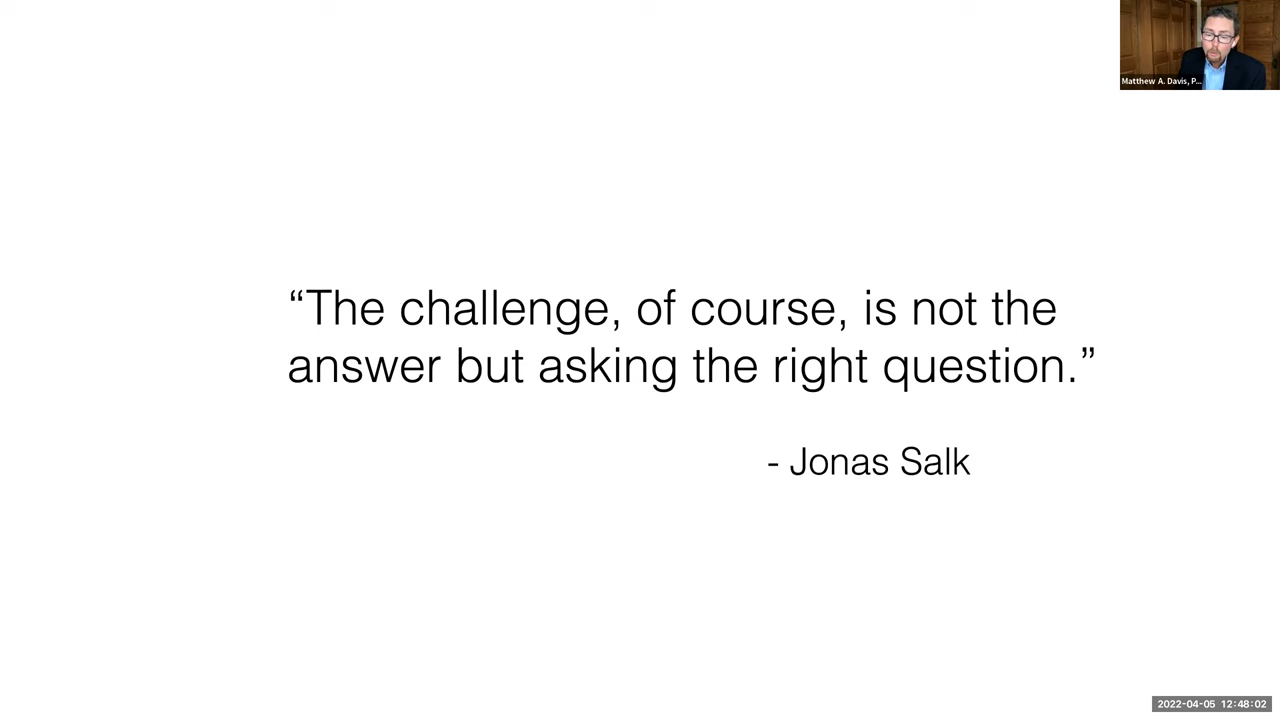 Matthew A. Davis, P...
“The challenge, of course, is not the
answer but asking the right question.”
- Jonas Salk
2022-04-05 12:48:02